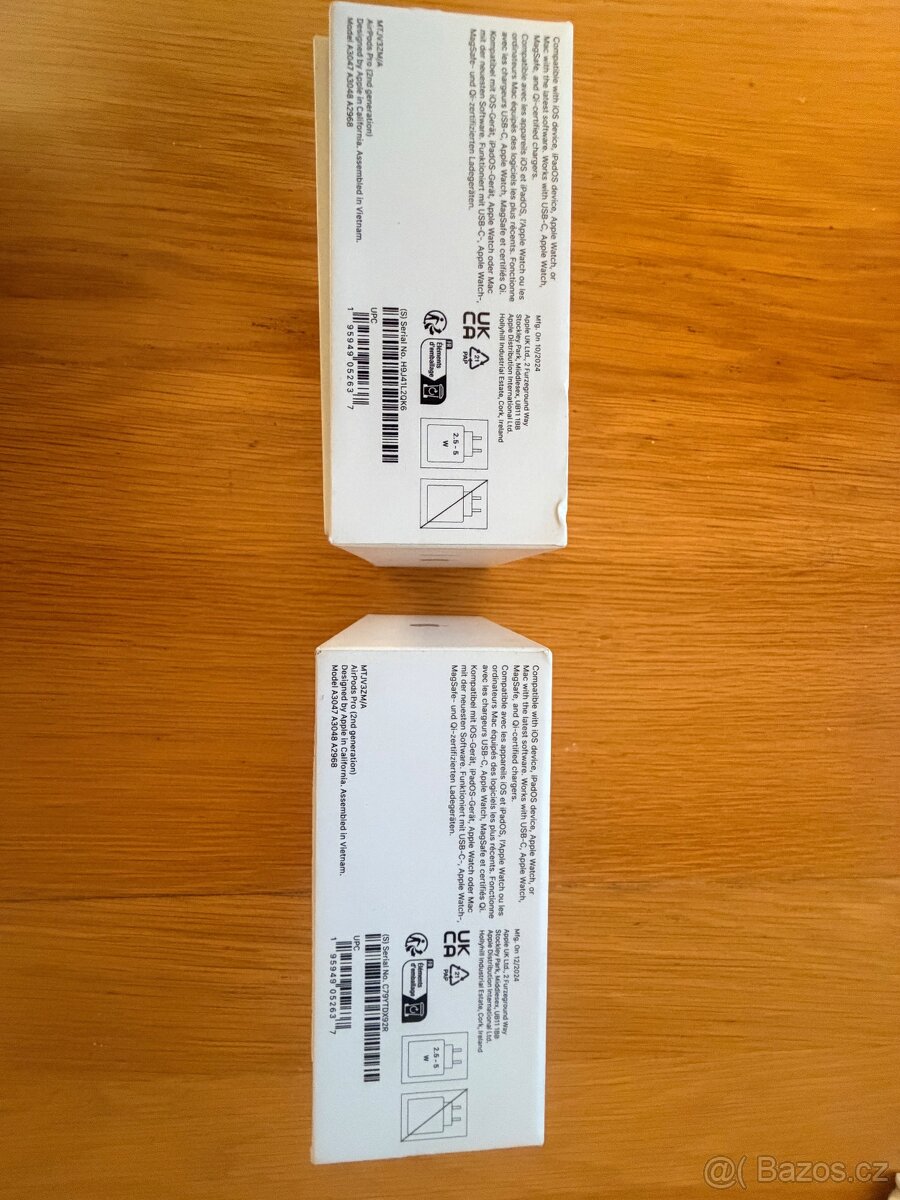 Compatible with iOS device, iPadOS device, Apple Watch, or
Mac with the latest software. Works with USB-C, Apple Watch,
MagSafe, and Qi-certified chargers.
Compatible avec les appareils iOS et iPadOS, l'Apple Watch ou les
ordinateurs Mac équipés des logiciels les plus récents. Fonctionne
avec les chargeurs USB-C, Apple Watch, MagSafe et certifiés Qi.
Kompatibel mit iOS-Gerät, iPadOS-Gerät, Apple Watch oder Mac
mit der neuesten Software. Funktioniert mit USB-C-, Apple Watch-,
MagSafe- und Qi-zertifizierten Ladegeräten.
MTJV3ZM/A
AirPods Pro (2nd generation)
Designed by Apple in California. Assembled in Vietnam.
Model A3047 A3048 A2968
Mfg. On 10/2024
Apple UK Ltd., 2 Furzeground Way
Stockley Park, Middlesex, UB11 1BB
Apple Distribution International Ltd.
Hollyhill Industrial Estate, Cork, Ireland
UK
CA
21
PAP
FR
Éléments
d'emballage
2.5 - 5
W
(S) Serial No. H9J41L2QK6
UPC
1 95949 05263 7
Compatible with iOS device, iPadOS device, Apple Watch, or
Mac with the latest software. Works with USB-C, Apple Watch,
MagSafe, and Qi-certified chargers.
Compatible avec les appareils iOS et iPadOS, l'Apple Watch ou les
ordinateurs Mac équipés des logiciels les plus récents. Fonctionne
avec les chargeurs USB-C, Apple Watch, MagSafe et certifiés Qi.
Kompatibel mit iOS-Gerät, iPadOS-Gerät, Apple Watch oder Mac
mit der neuesten Software. Funktioniert mit USB-C-, Apple Watch-,
MagSafe- und Qi-zertifizierten Ladegeräten.
MTJV3ZM/A
AirPods Pro (2nd generation)
Designed by Apple in California. Assembled in Vietnam.
Model A3047 A3048 A2968
Mfg. On 12/2024
Apple UK Ltd., 2 Furzeground Way
Stockley Park, Middlesex, UB11 1BB
Apple Distribution International Ltd.
Hollyhill Industrial Estate, Cork, Ireland
UK
CA
21
PAP
FR
Éléments
d'emballage
2.5 - 5
W
(S) Serial No. C79YTDX92R
UPC
1 95949 05263 7
@( Bazos.cz